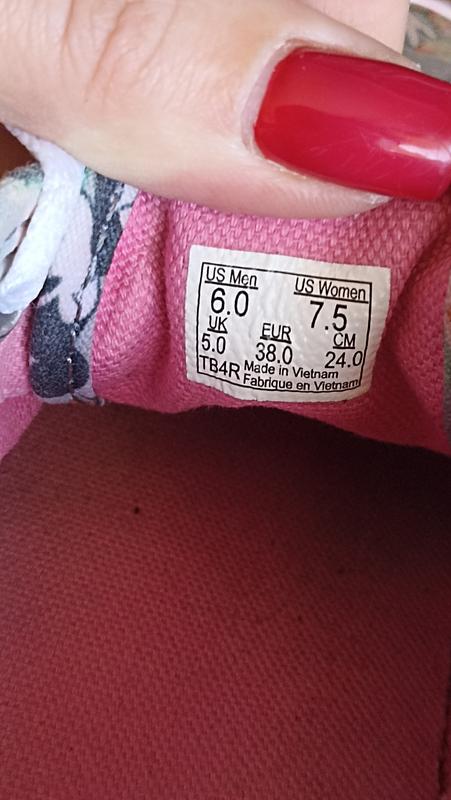 US Men US Women
6.0 7.5
UK EUR CM
5.0 38.0 24.0
TB4R Made in Vietnam
Fabriqué en Vietnam